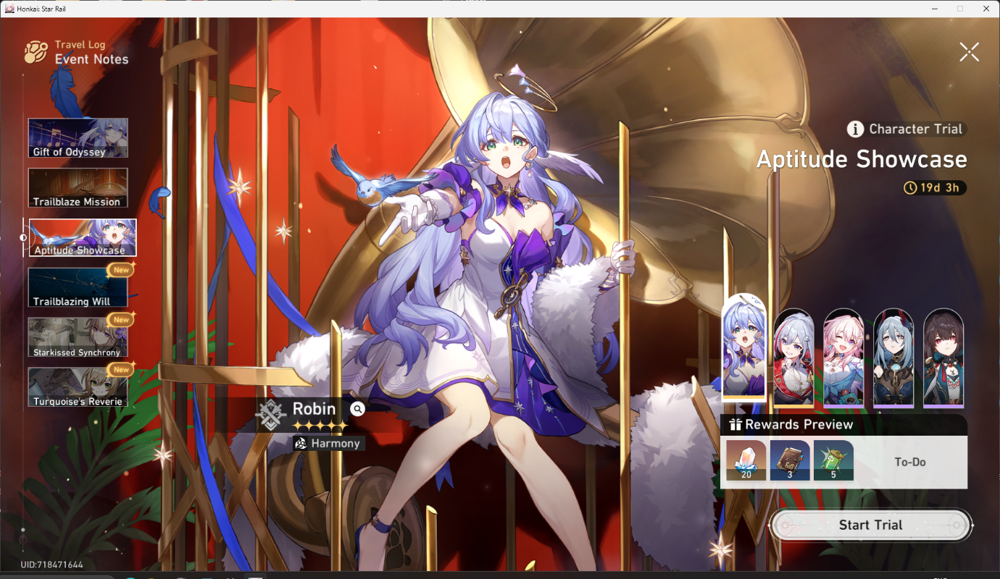 Honkai: Star Rail
Travel Log
Event Notes
Gift of Odyssey
Trailblaze Mission
Aptitude Showcase
New
Trailblazing Will
New
Starkissed Synchrony
New
Turquoise's Reverie
Character Trial
Aptitude Showcase
19d 3h
Robin
Harmony
Rewards Preview
20
3
5
To-Do
Start Trial
UID:718471644